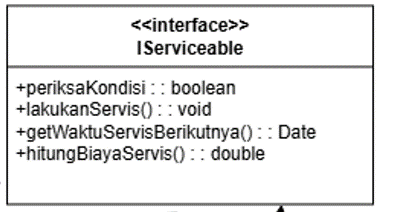 <<interface>>
IServiceable
+periksaKondisi : : boolean
+lakukanServis() : : void
+getWaktuServisBerikutnya() : : Date
+hitungBiayaServis() : : double